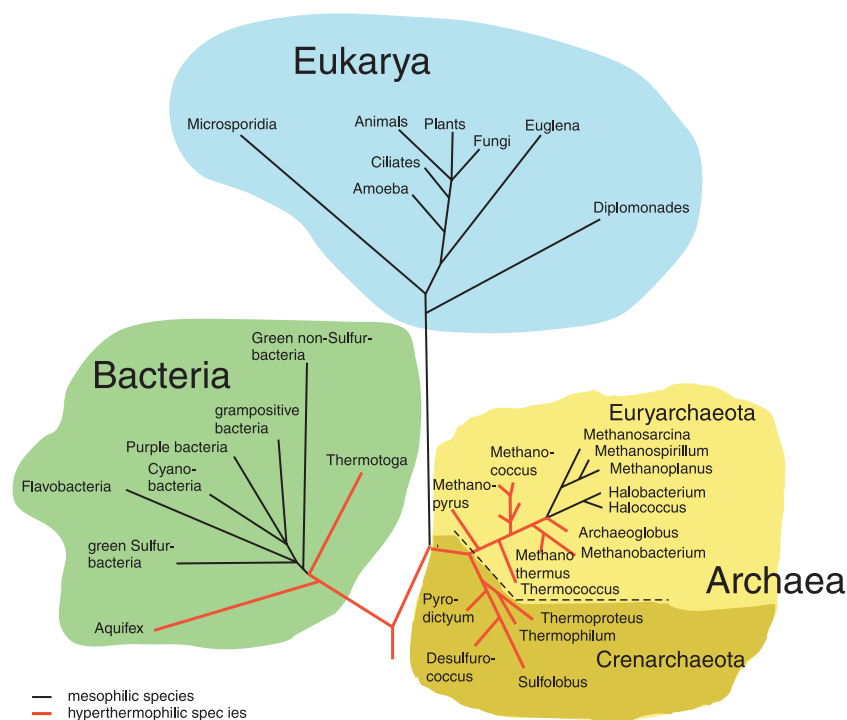 Eukarya
Microsporidia
Animals
Plants
Euglena
Fungi
Ciliates
Amoeba
Diplomonades
Bacteria
Green non-Sulfur-
bacteria
grampositive
bacteria
Purple bacteria
Cyano-
bacteria
Thermotoga
Flavobacteria
green Sulfur-
bacteria
Aquifex
Euryarchaeota
Methanosarcina
Methanospirillum
Methanoplanus
Methano-
coccus
Methano-
pyrus
Halobacterium
Halococcus
Archaeoglobus
Methanobacterium
Methano
thermus
Thermococcus
Archaea
Pyro-
dictyum
Thermoproteus
Thermophilum
Desulfuro-
coccus
Crenarchaeota
Sulfolobus
mesophilic species
hyperthermophilic spec ies